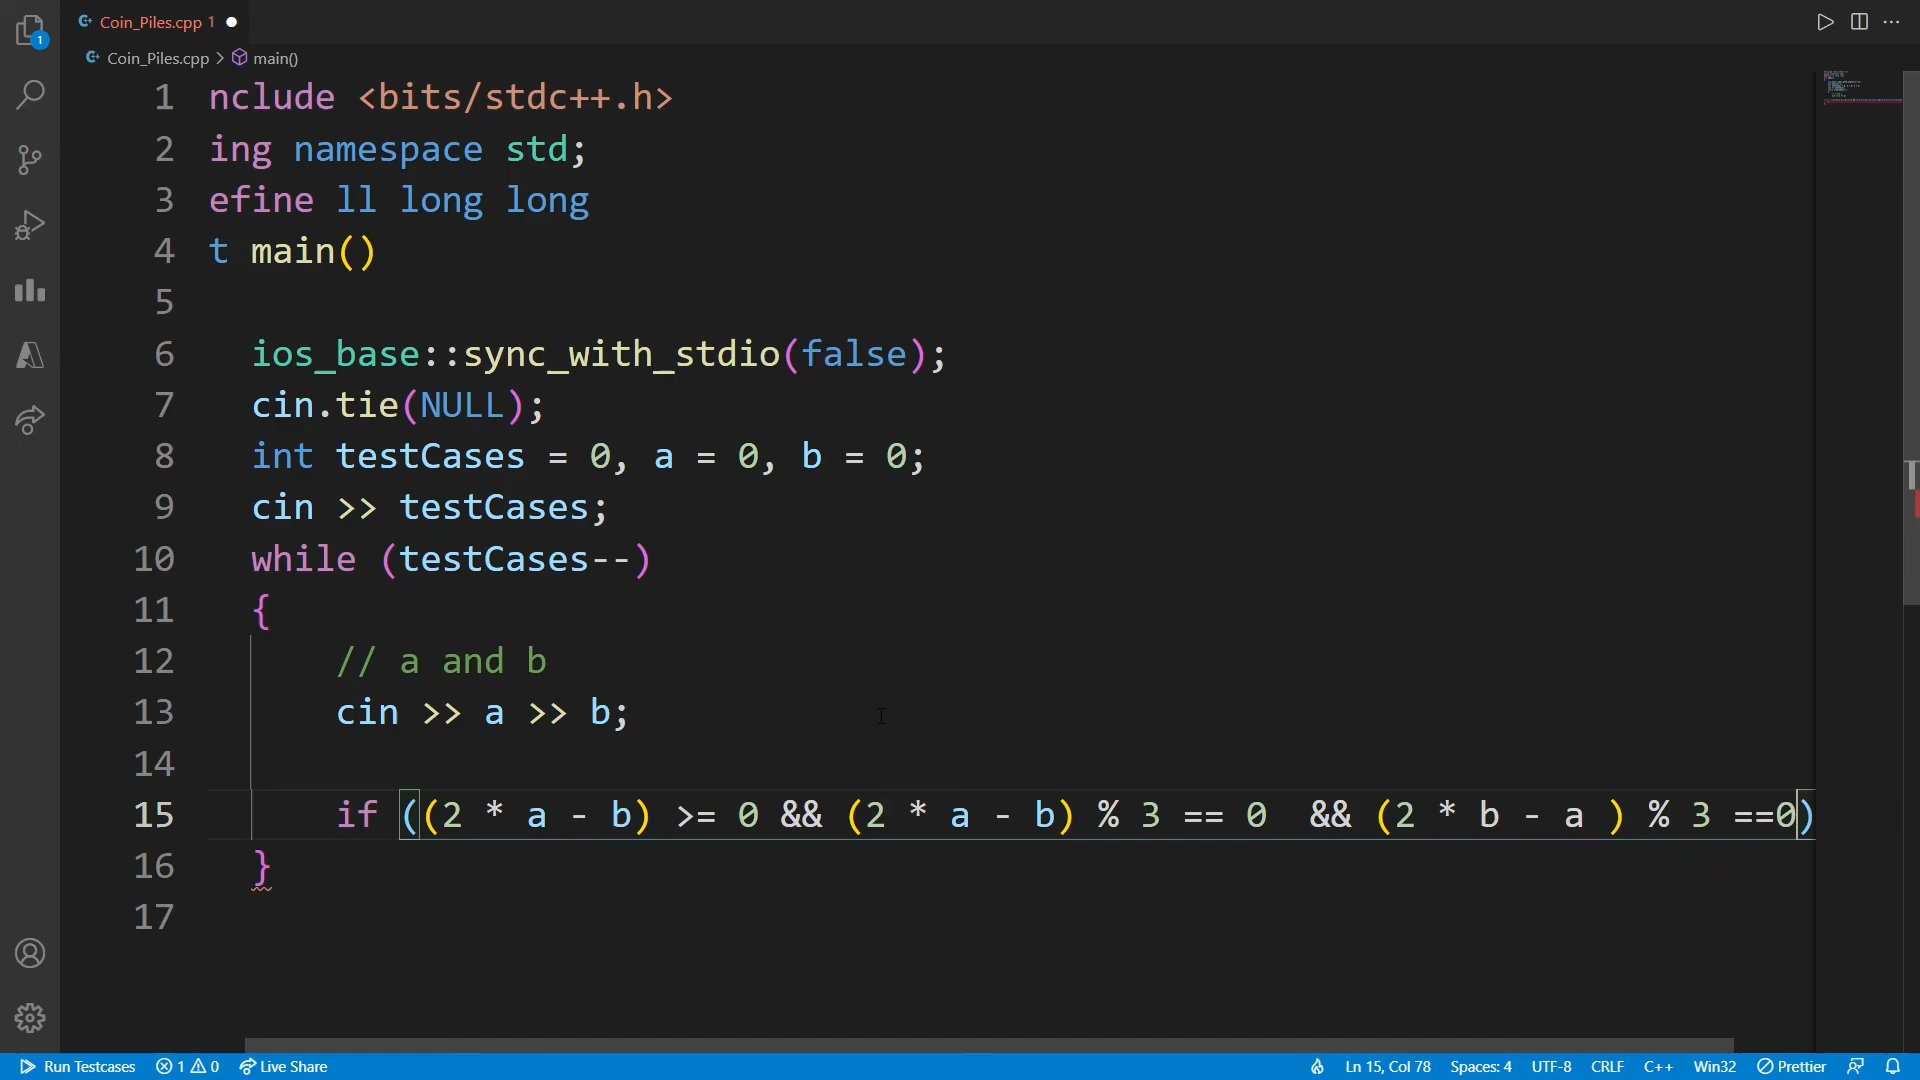 Coin_Piles.cpp 1
Coin_Piles.cpp > main()
1 nclude <bits/stdc++.h>
2 ing namespace std;
3 efine ll long long
4 t main()
5
6 ios_base::sync_with_stdio(false);
7 cin.tie(NULL);
8 int testCases = 0, a = 0, b = 0;
9 cin >> testCases;
10 while (testCases--)
11 {
12 // a and b
13 cin >> a >> b;
14
15 if ((2 * a - b) >= 0 && (2 * a - b) % 3 == 0  && (2 * b - a ) % 3 ==0)
16 }
17
1
Run Testcases 1 0 Live Share Ln 15, Col 78 Spaces: 4 UTF-8 CRLF C++ Win32 Prettier